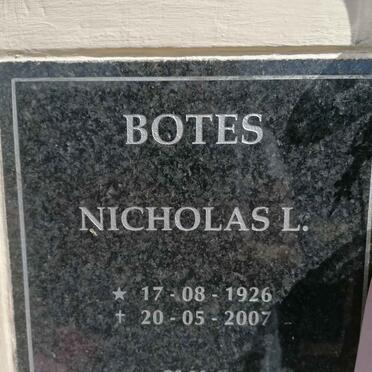 BOTES
NICHOLAS L.
★ 17 - 08 - 1926
✝ 20 - 05 - 2007